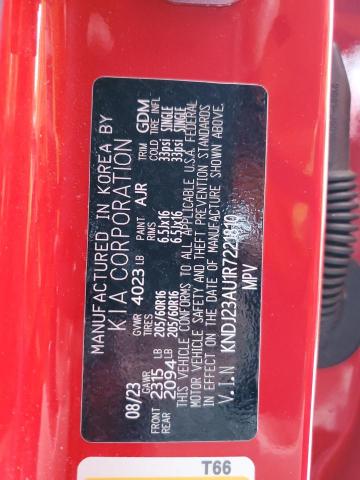 MANUFACTURED IN KOREA BY
KIA CORPORATION
08/23 GVWR 4023 LB PAINT AJR TRIM GDM
GAWR TIRES RIMS COLD TIRE INFL
FRONT 2315 LB 205/60R16 6.5Jx16 33psi SINGLE
REAR 2094 LB 205/60R16 6.5Jx16 33psi SINGLE
THIS VEHICLE CONFORMS TO ALL APPLICABLE U.S.A. FEDERAL
MOTOR VEHICLE SAFETY AND THEFT PREVENTION STANDARDS
IN EFFECT ON THE DATE OF MANUFACTURE SHOWN ABOVE.
V.I.N KNDJ23AU1R7221810
MPV
T66